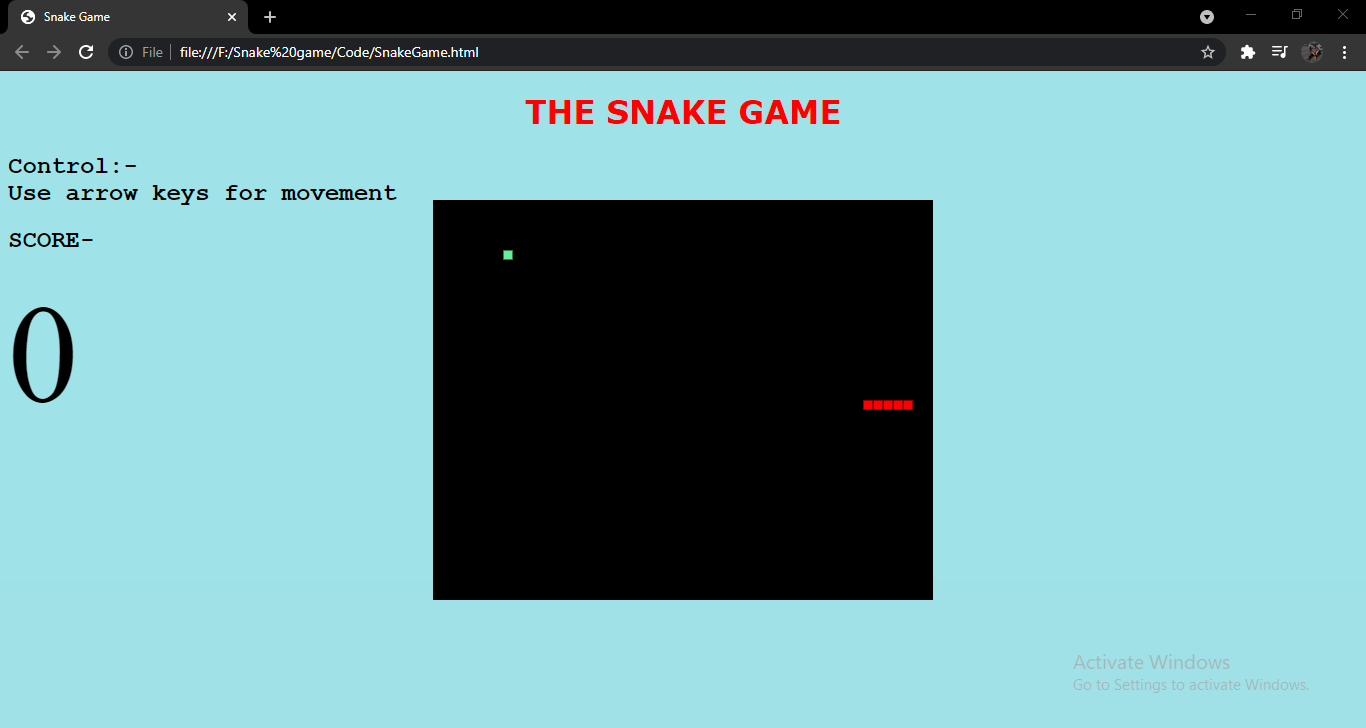 Snake Game
File
file:///F:/Snake%20game/Code/SnakeGame.html
THE SNAKE GAME
Control:-
Use arrow keys for movement
SCORE-
0
Activate Windows
Go to Settings to activate Windows.